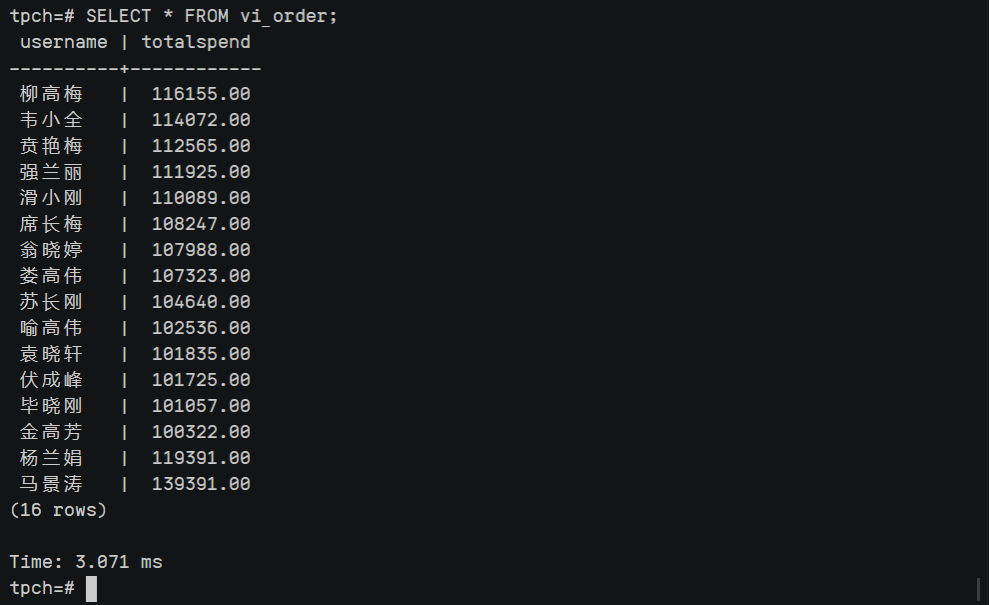 tpch=# SELECT * FROM vi_order;
 username | totalspend
----------+------------
 柳高梅   |  116155.00
 韦小全   |  114072.00
 贲艳梅   |  112565.00
 强兰丽   |  111925.00
 滑小刚   |  110089.00
 席长梅   |  108247.00
 翁晓婷   |  107988.00
 娄高伟   |  107323.00
 苏长刚   |  104640.00
 喻高伟   |  102536.00
 袁晓轩   |  101835.00
 伏成峰   |  101725.00
 毕晓刚   |  101057.00
 金高芳   |  100322.00
 杨兰娟   |  119391.00
 马景涛   |  139391.00
(16 rows)
Time: 3.071 ms
tpch=#